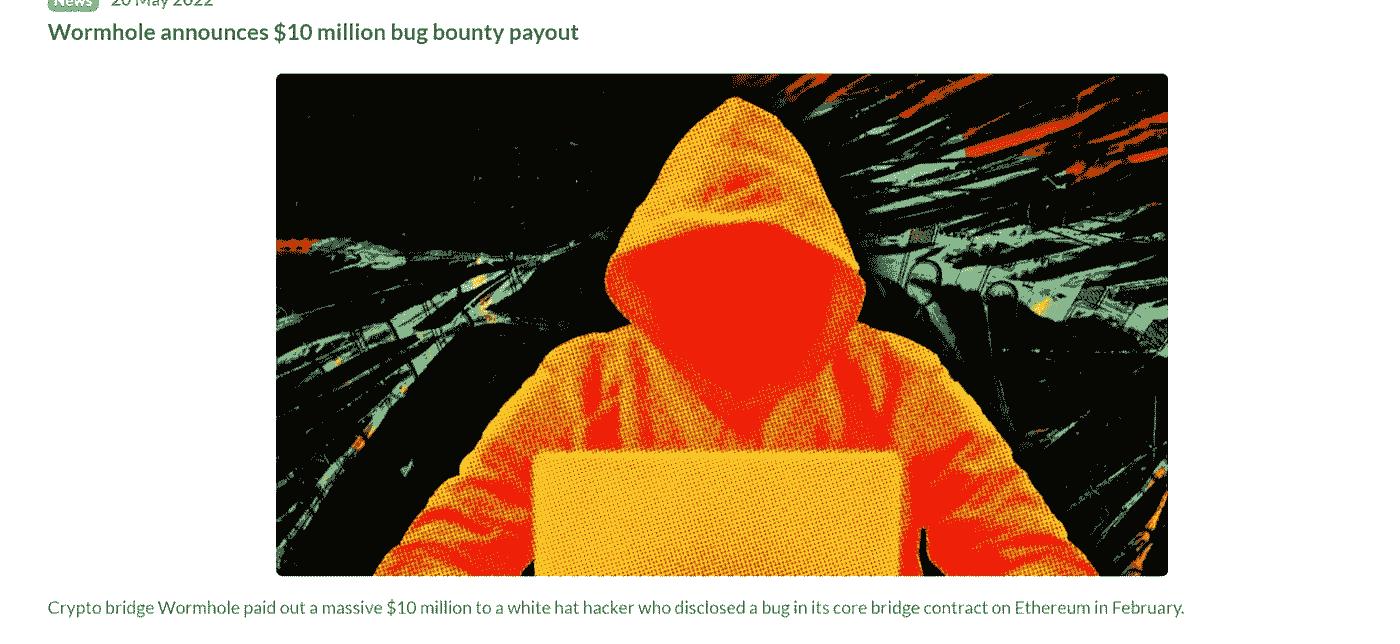 News 20 May 2022
Wormhole announces $10 million bug bounty payout
Crypto bridge Wormhole paid out a massive $10 million to a white hat hacker who disclosed a bug in its core bridge contract on Ethereum in February.